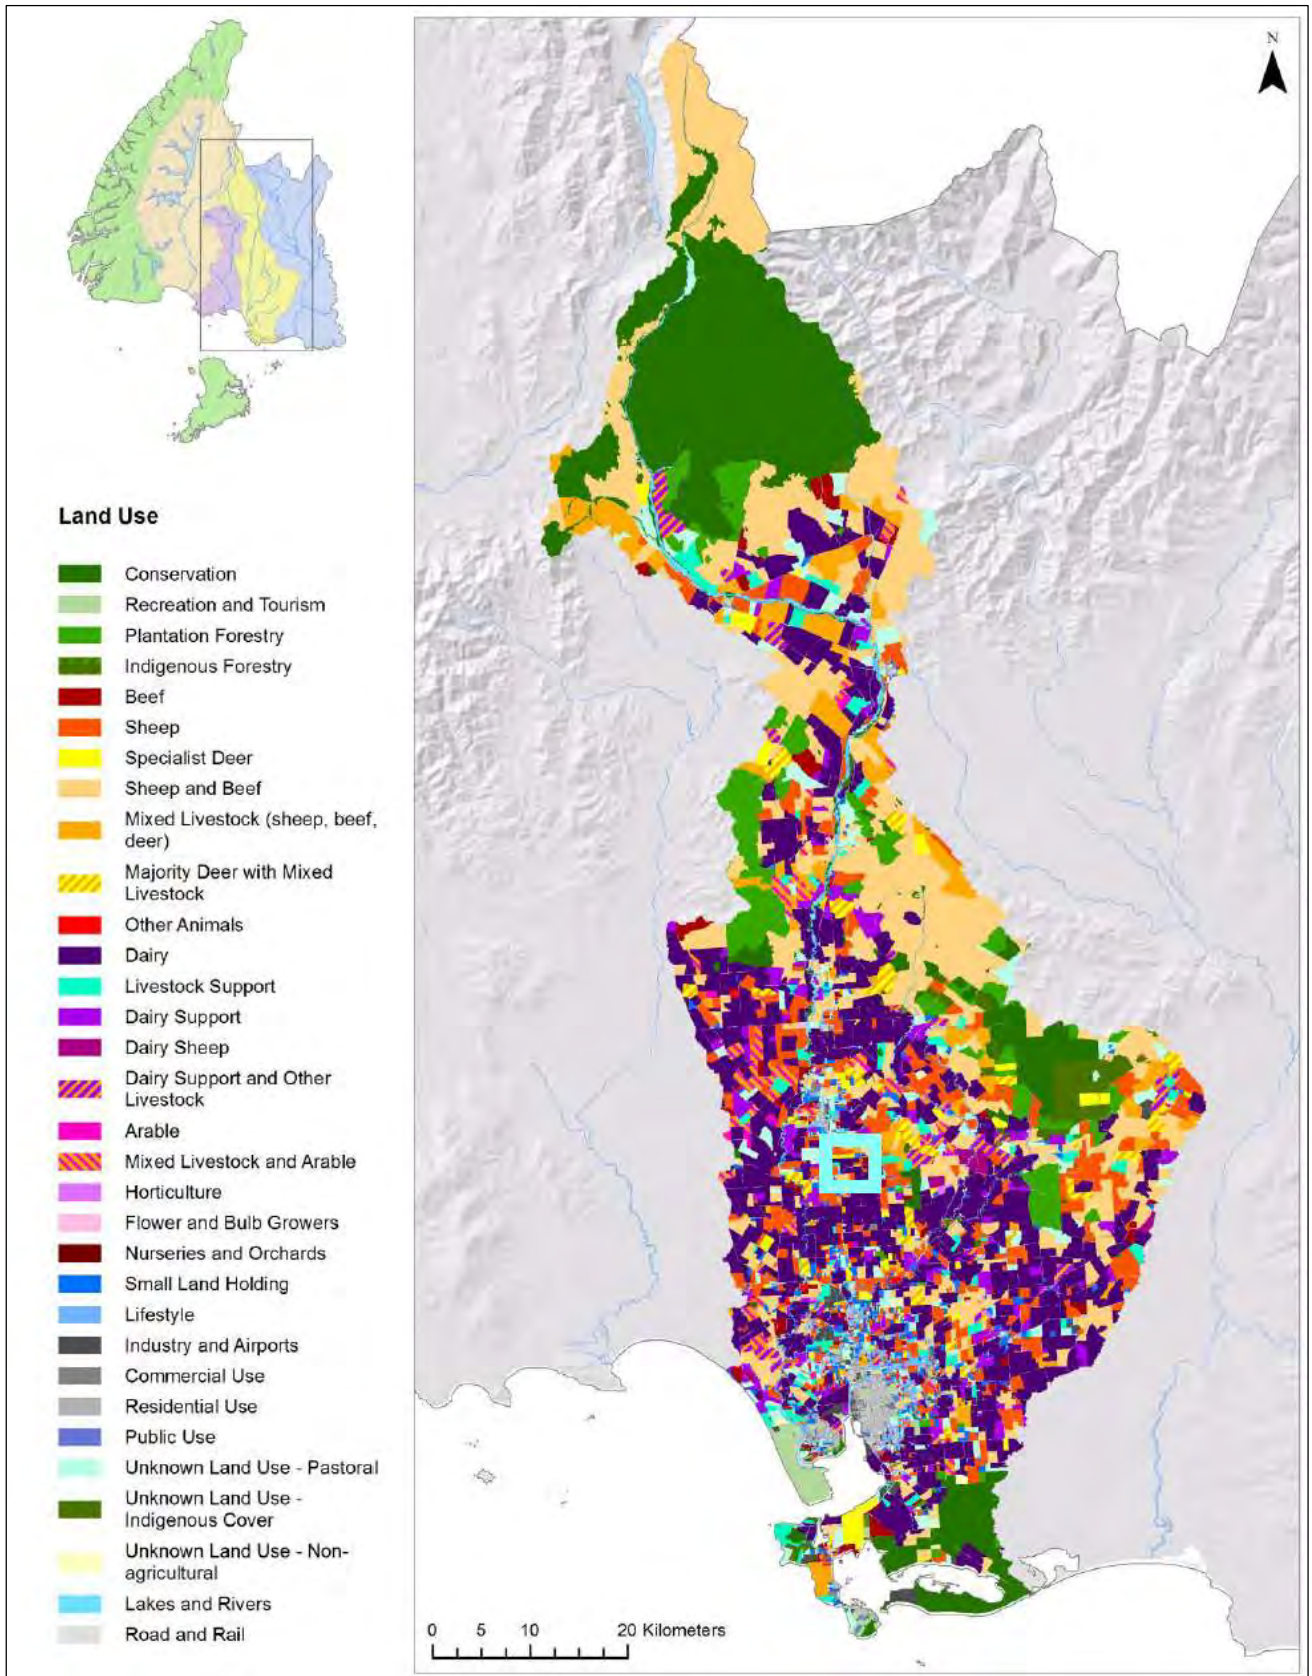 N
Land Use
Conservation
Recreation and Tourism
Plantation Forestry
Indigenous Forestry
Beef
Sheep
Specialist Deer
Sheep and Beef
Mixed Livestock (sheep, beef,
deer)
Majority Deer with Mixed
Livestock
Other Animals
Dairy
Livestock Support
Dairy Support
Dairy Sheep
Dairy Support and Other
Livestock
Arable
Mixed Livestock and Arable
Horticulture
Flower and Bulb Growers
Nurseries and Orchards
Small Land Holding
Lifestyle
Industry and Airports
Commercial Use
Residential Use
Public Use
Unknown Land Use - Pastoral
Unknown Land Use -
Indigenous Cover
Unknown Land Use - Non-
agricultural
Lakes and Rivers
Road and Rail
0 5 10 20 Kilometers